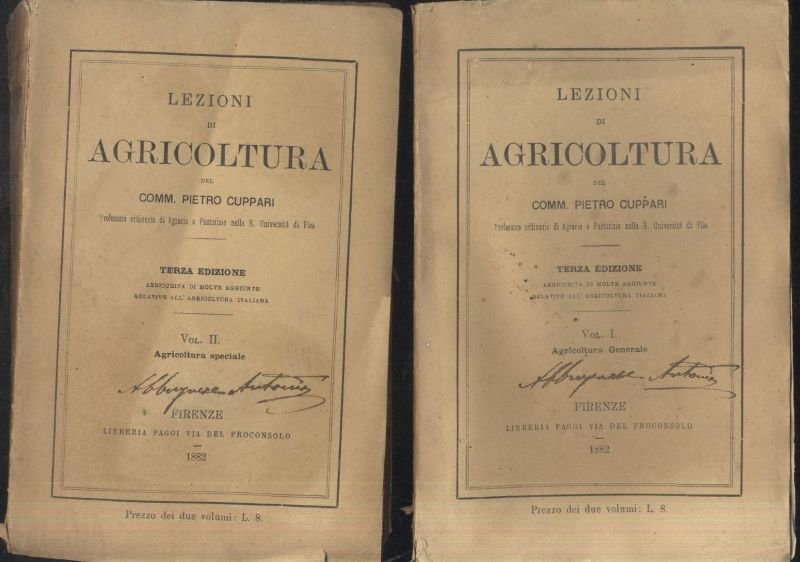 LEZIONI
DI
AGRICOLTURA
DEL
COMM. PIETRO CUPPARI
Professore ordinario di Agraria e Pastorizia nella R. Università di Pisa
TERZA EDIZIONE
ARRICCHITA DI MOLTE AGGIUNTE
RELATIVE ALL' AGRICOLTURA ITALIANA
VOL. II.
Agricoltura speciale
Abbruzzese Antonio
FIRENZE
LIBRERIA PAGGI VIA DEL PROCONSOLO
1882
Prezzo dei due volumi: L. 8.
LEZIONI
DI
AGRICOLTURA
DEL
COMM. PIETRO CUPPARI
Professore ordinario di Agraria e Pastorizia nella R. Università di Pisa
TERZA EDIZIONE
ARRICCHITA DI MOLTE AGGIUNTE
RELATIVE ALL' AGRICOLTURA ITALIANA
VOL. I.
Agricoltura Generale
Abbruzzese Antonio
FIRENZE
LIBRERIA PAGGI VIA DEL PROCONSOLO
1882
Prezzo dei due volumi: L. 8.